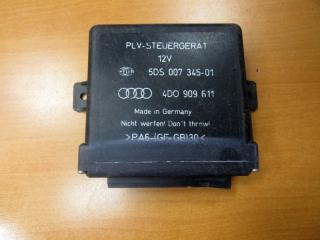 PLV-STEUERGERÄT
12V
5DS 007 345-01
4D0 909 611
Made in Germany
Nicht werfen! Don't throw!
>PA6-(GF-GB)30<